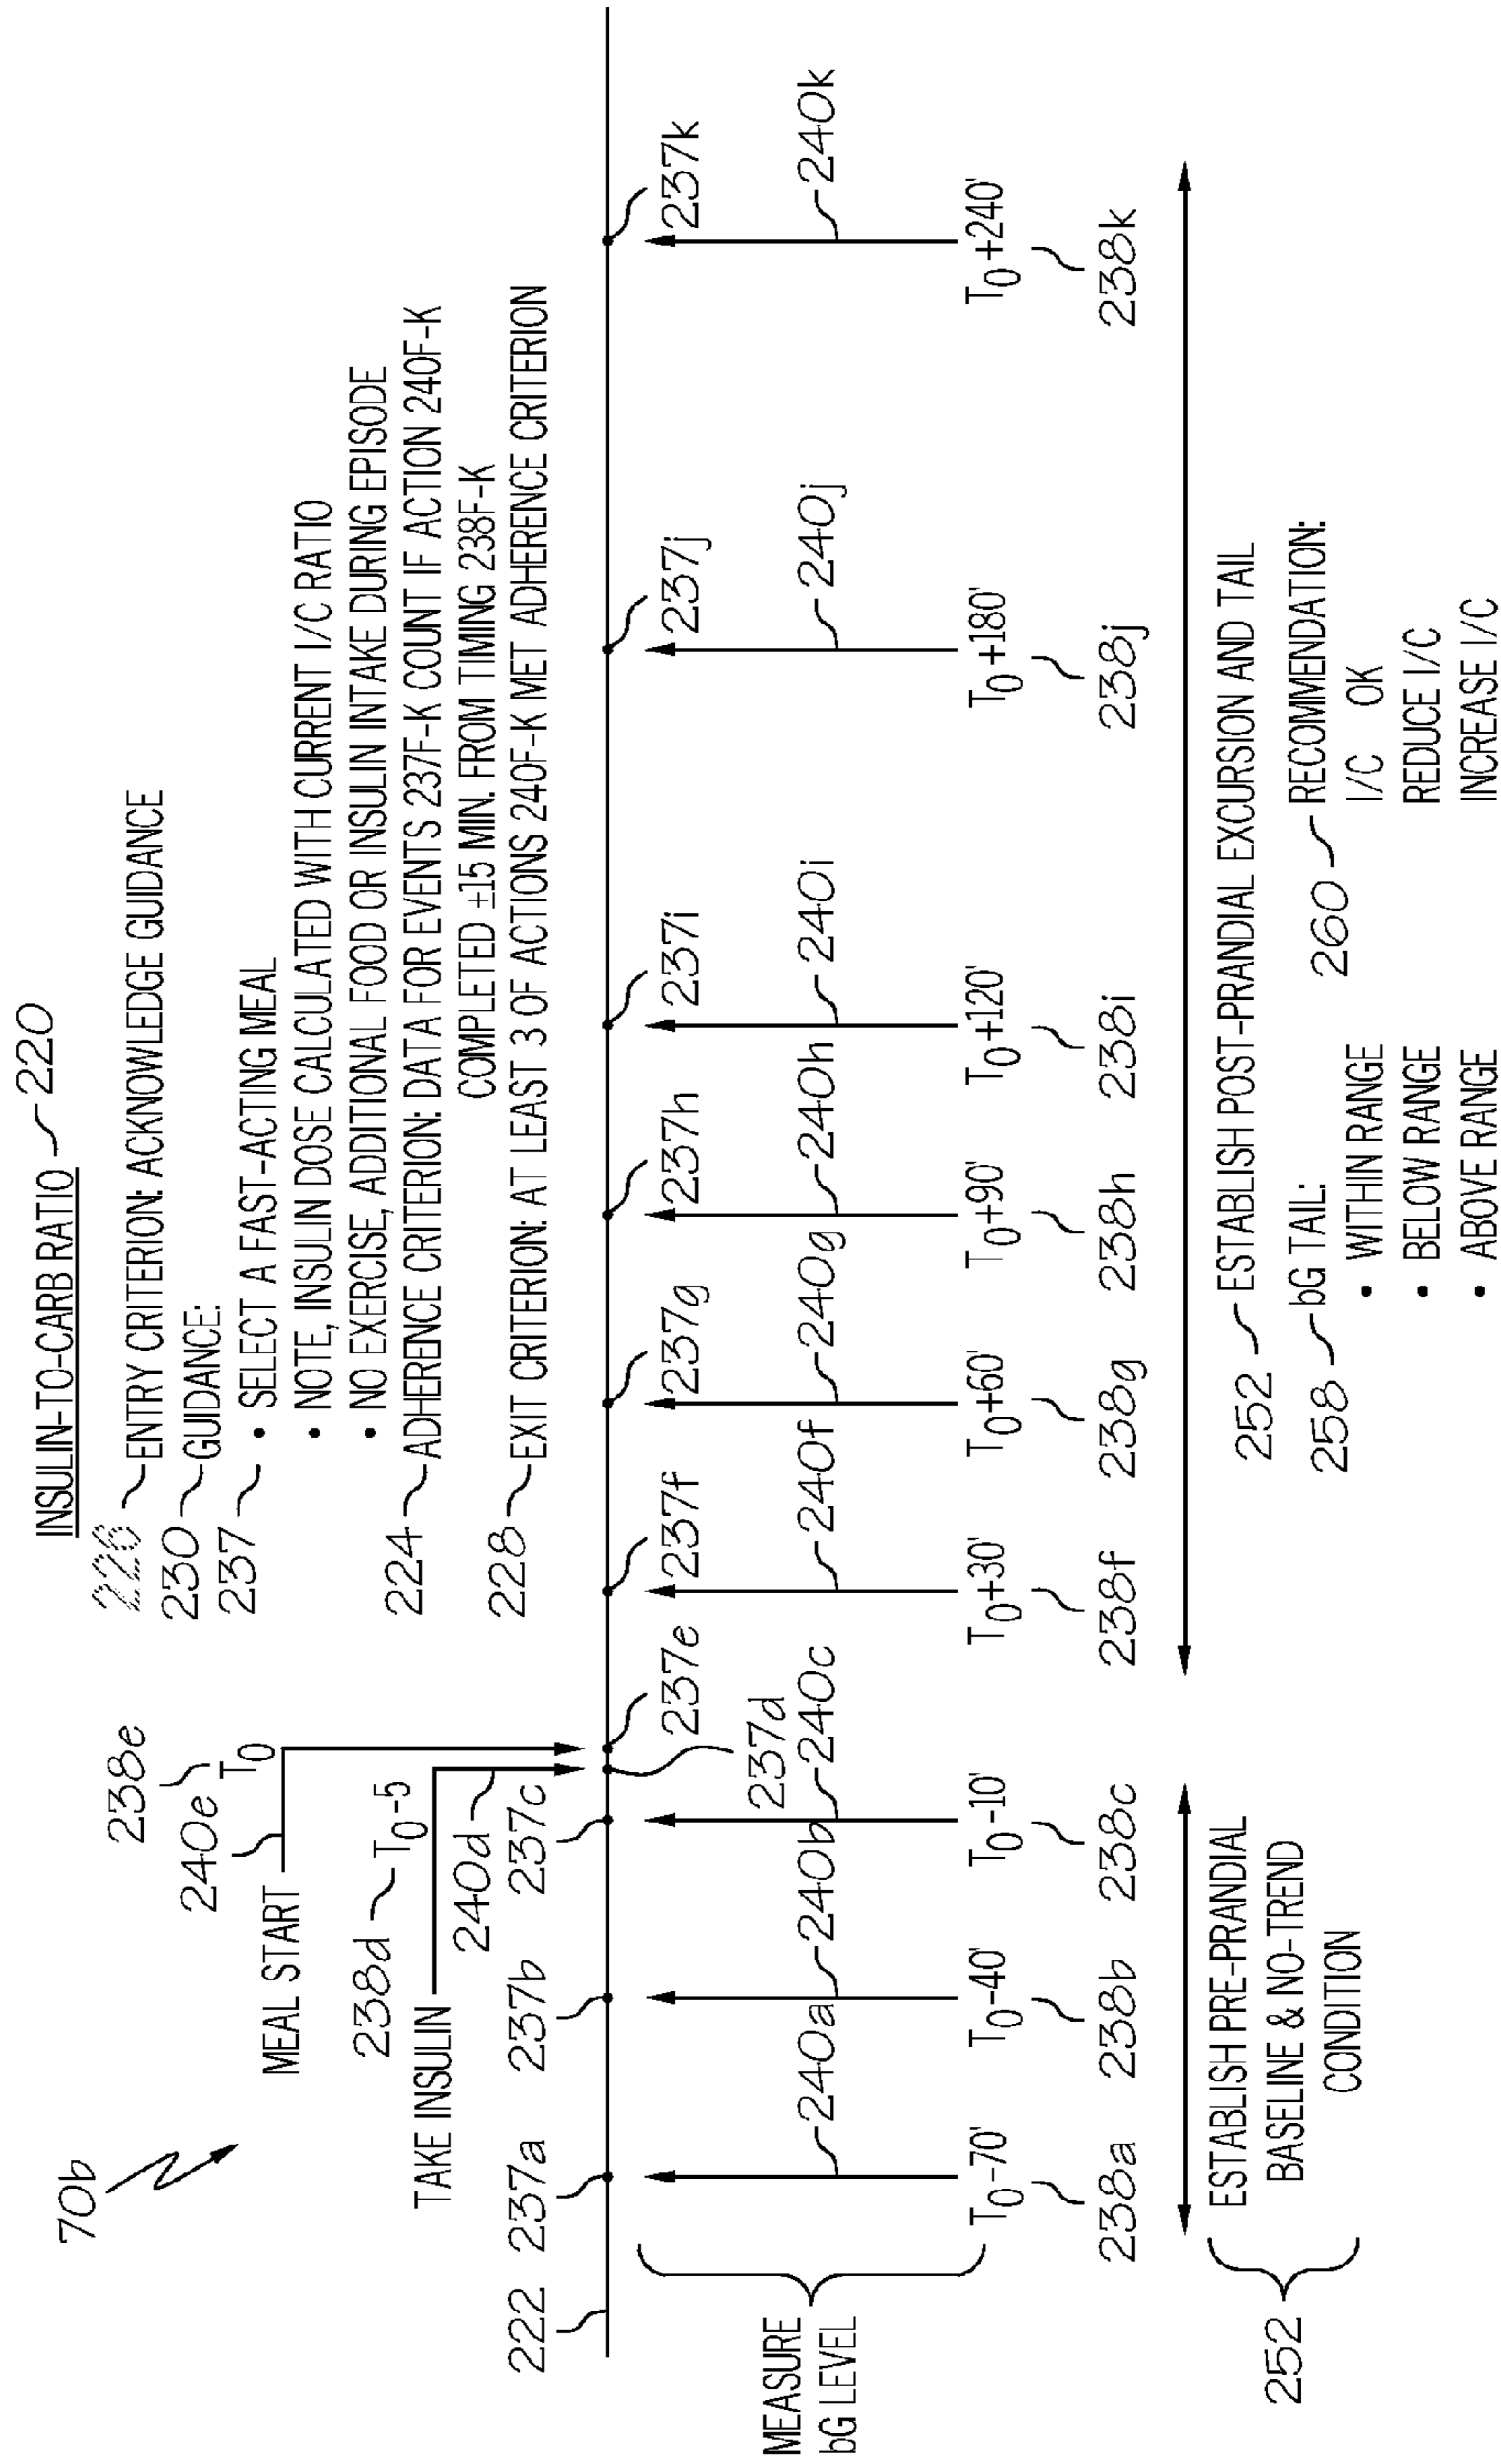 INSULIN-TO-CARB RATIO 220
70b
226 ENTRY CRITERION: ACKNOWLEDGE GUIDANCE
230 GUIDANCE:
237 • SELECT A FAST-ACTING MEAL
• NOTE, INSULIN DOSE CALCULATED WITH CURRENT I/C RATIO
• NO EXERCISE, ADDITIONAL FOOD OR INSULIN INTAKE DURING EPISODE
224 ADHERENCE CRITERION: DATA FOR EVENTS 237F-K COUNT IF ACTION 240F-K
COMPLETED ±15 MIN. FROM TIMING 238F-K
228 EXIT CRITERION: AT LEAST 3 OF ACTIONS 240F-K MET ADHERENCE CRITERION
238e
240e T0
MEAL START
238d T0-5
TAKE INSULIN 240d
222 237a 237b 237c
237e 237f 237g 237h 237i 237j 237k
237d
MEASURE
bG LEVEL
240a 240b 240c 240f 240g 240h 240i 240j 240k
T0-70' T0-40' T0-10' T0+30' T0+60' T0+90' T0+120' T0+180' T0+240'
238a 238b 238c 238f 238g 238h 238i 238j 238k
252
ESTABLISH PRE-PRANDIAL
BASELINE & NO-TREND
CONDITION
252 ESTABLISH POST-PRANDIAL EXCURSION AND TAIL
258 bG TAIL: 260 RECOMMENDATION:
• WITHIN RANGE I/C OK
• BELOW RANGE REDUCE I/C
• ABOVE RANGE INCREASE I/C